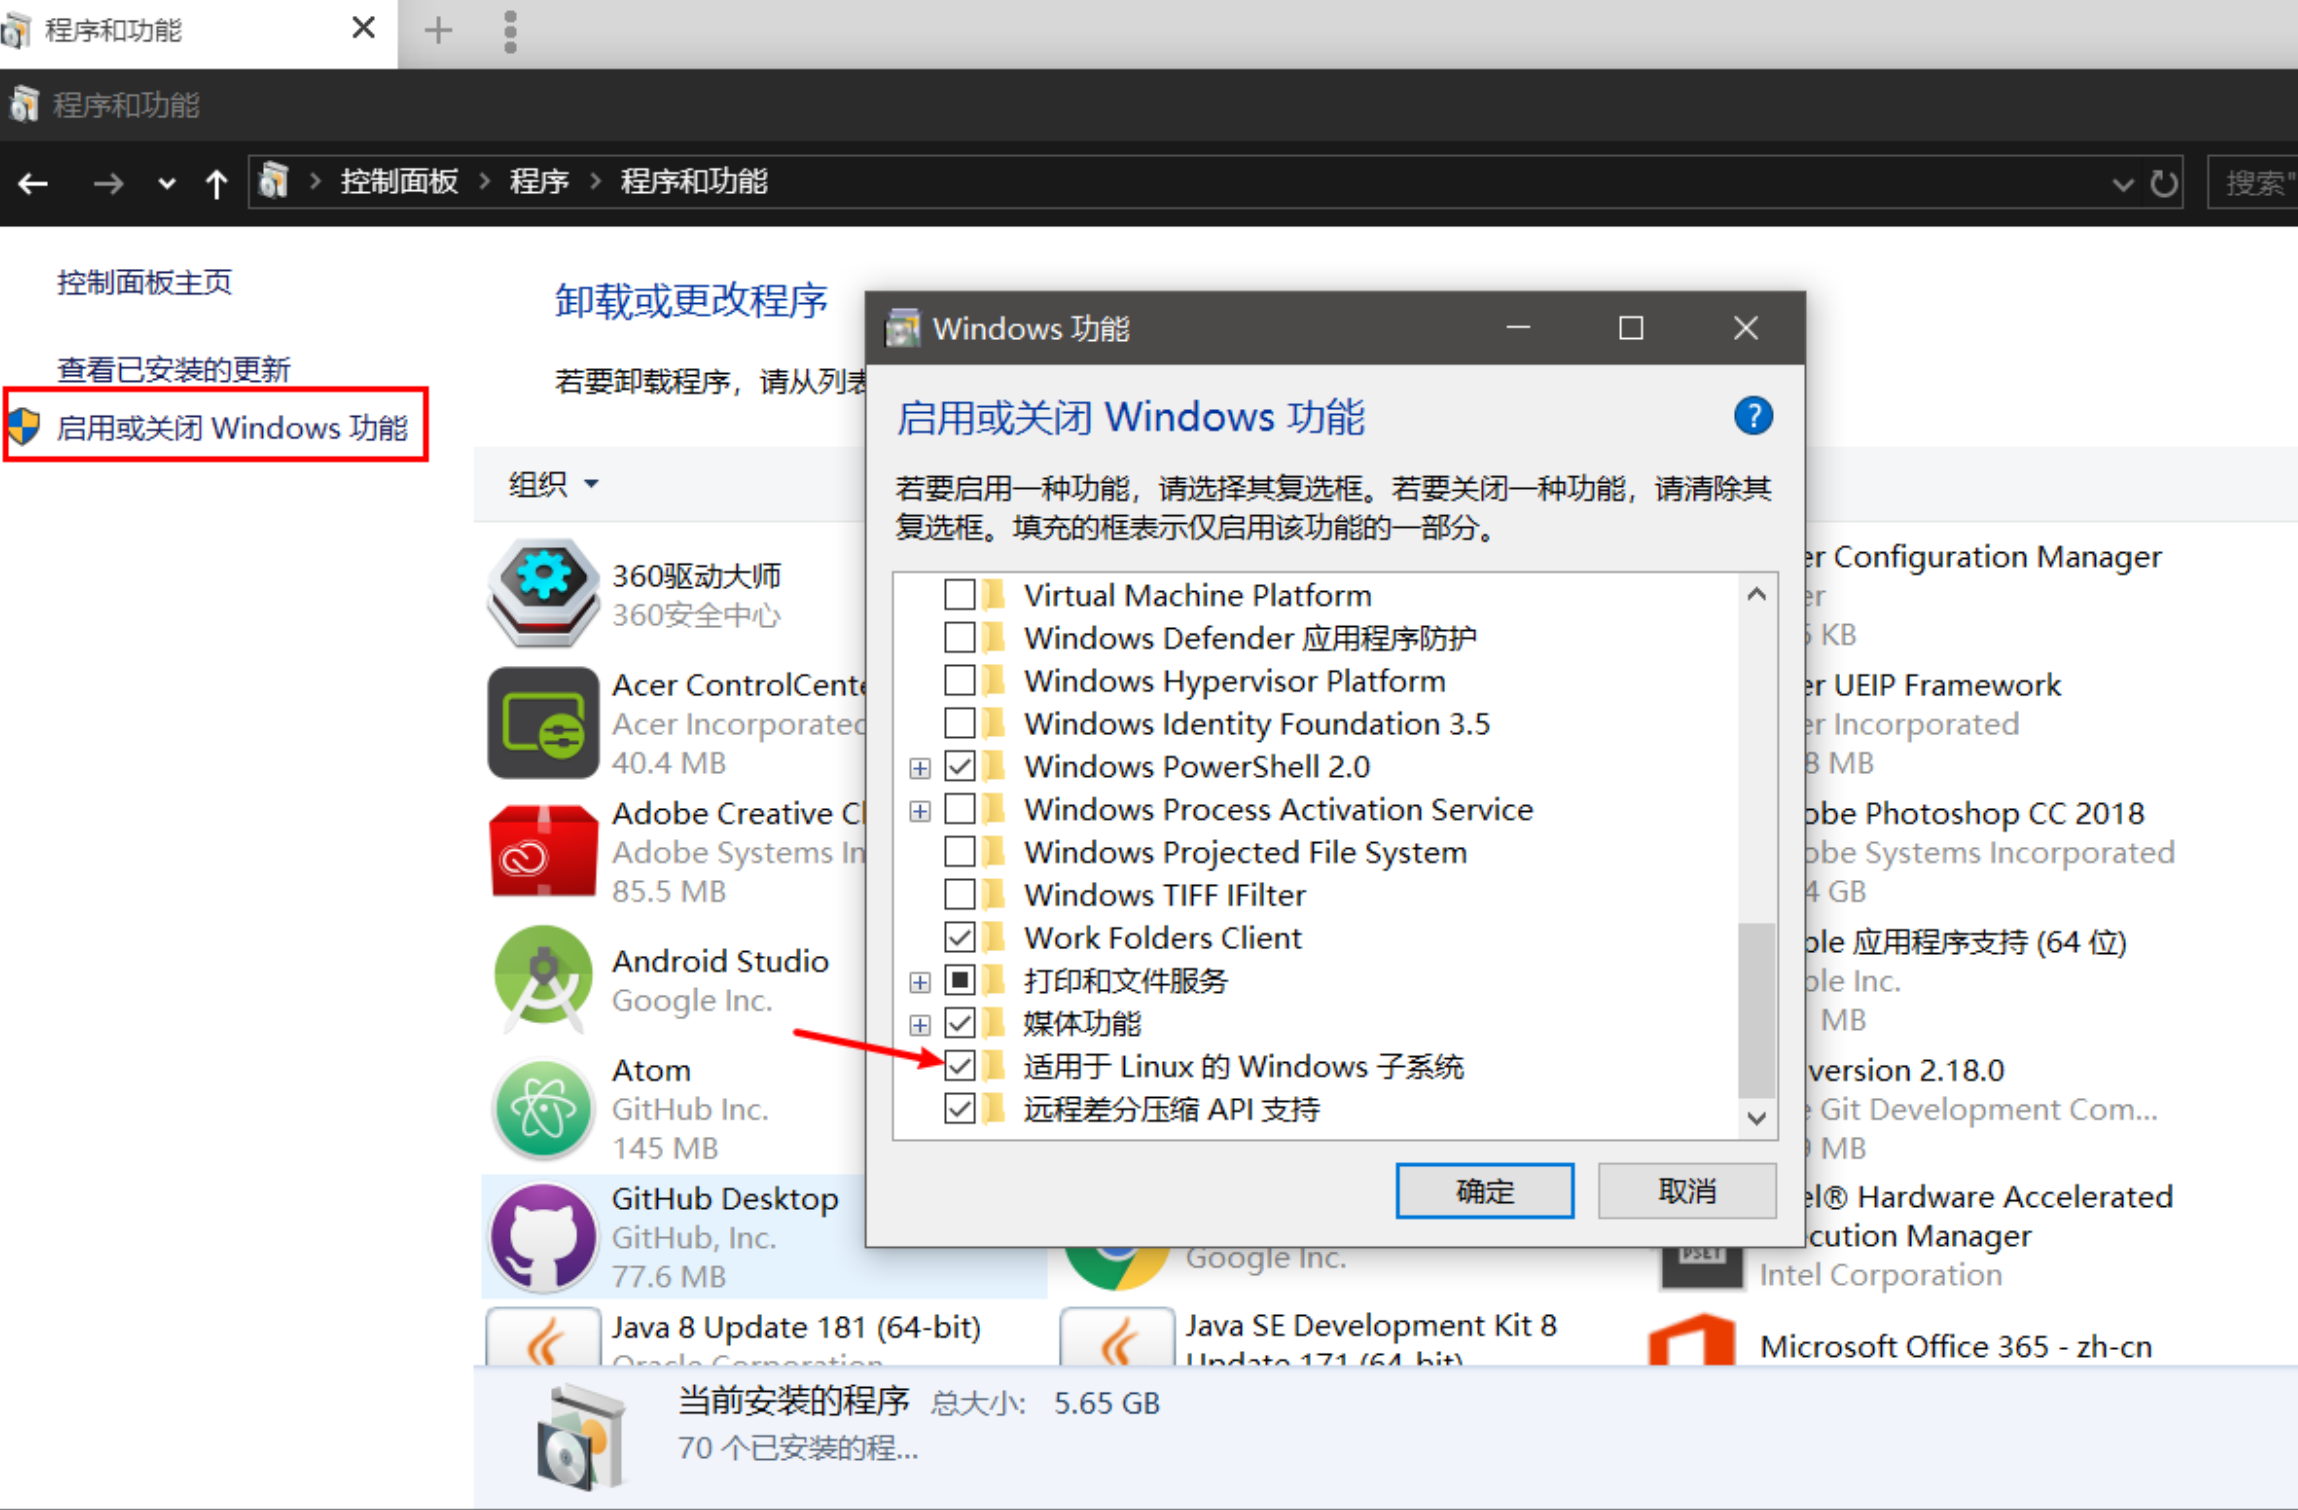 程序和功能
程序和功能
控制面板 程序 程序和功能
搜索"
控制面板主页
查看已安装的更新
启用或关闭 Windows 功能
卸载或更改程序
若要卸载程序，请从列表
组织
360驱动大师
360安全中心
Acer ControlCente
Acer Incorporated
40.4 MB
Adobe Creative Cl
Adobe Systems In
85.5 MB
Android Studio
Google Inc.
Atom
GitHub Inc.
145 MB
GitHub Desktop
GitHub, Inc.
77.6 MB
Java 8 Update 181 (64-bit)
Oracle Corporation
Windows 功能
启用或关闭 Windows 功能
?
若要启用一种功能，请选择其复选框。若要关闭一种功能，请清除其
复选框。填充的框表示仅启用该功能的一部分。
Virtual Machine Platform
Windows Defender 应用程序防护
Windows Hypervisor Platform
Windows Identity Foundation 3.5
Windows PowerShell 2.0
Windows Process Activation Service
Windows Projected File System
Windows TIFF IFilter
Work Folders Client
打印和文件服务
媒体功能
适用于 Linux 的 Windows 子系统
远程差分压缩 API 支持
确定
取消
Google Inc.
Java SE Development Kit 8
Update 171 (64-bit)
er Configuration Manager
er
KB
er UEIP Framework
er Incorporated
8 MB
obe Photoshop CC 2018
obe Systems Incorporated
4 GB
ple 应用程序支持 (64 位)
ple Inc.
MB
version 2.18.0
Git Development Com...
MB
el® Hardware Accelerated
cution Manager
Intel Corporation
PSET
Microsoft Office 365 - zh-cn
当前安装的程序 总大小: 5.65 GB
70 个已安装的程...